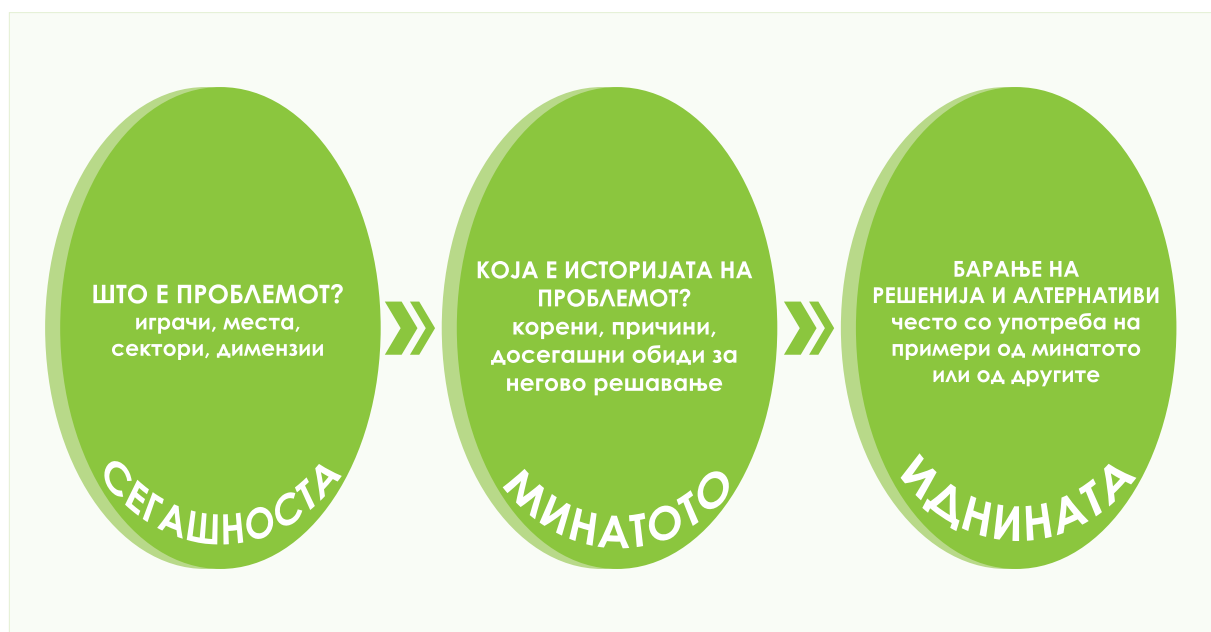 ШТО Е ПРОБЛЕМОТ?
играчи, места,
сектори, димензии
СЕГАШНОСТА
КОЈА Е ИСТОРИЈАТА НА
ПРОБЛЕМОТ?
корени, причини,
досегашни обиди за
негово решавање
МИНАТОТО
БАРАЊЕ НА
РЕШЕНИЈА И АЛТЕРНАТИВИ
често со употреба на
примери од минатото
или од другите
ИДНИНАТА